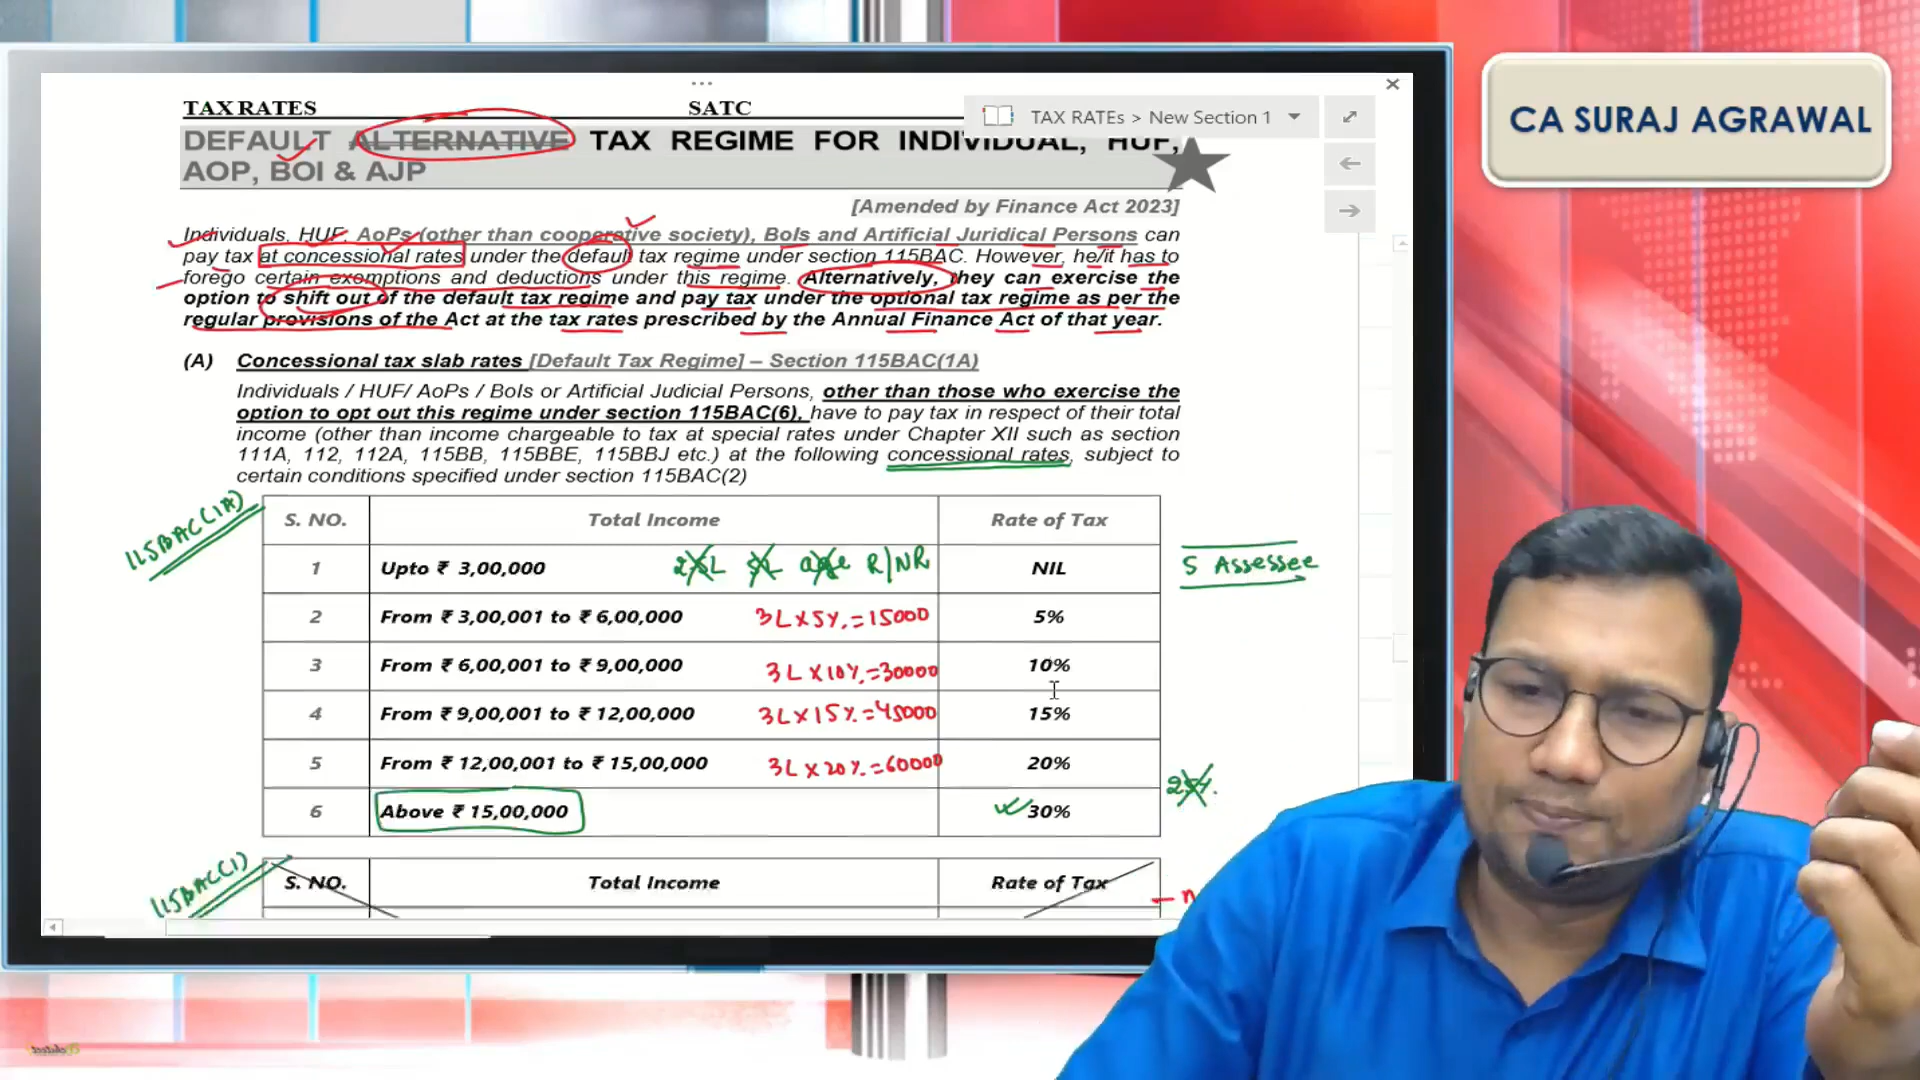 CA SURAJ AGRAWAL
TAX RATES SATC
TAX RATEs > New Section 1
DEFAULT ALTERNATIVE TAX REGIME FOR INDIVIDUAL, HUF,
AOP, BOI & AJP
[Amended by Finance Act 2023]
Individuals, HUF, AoPs (other than cooperative society), BoIs and Artificial Juridical Persons can
pay tax at concessional rates under the default tax regime under section 115BAC. However, he/it has to
forego certain exemptions and deductions under this regime. Alternatively, they can exercise the
option to shift out of the default tax regime and pay tax under the optional tax regime as per the
regular provisions of the Act at the tax rates prescribed by the Annual Finance Act of that year.
(A) Concessional tax slab rates [Default Tax Regime] – Section 115BAC(1A)
Individuals / HUF/ AoPs / BoIs or Artificial Judicial Persons, other than those who exercise the
option to opt out this regime under section 115BAC(6), have to pay tax in respect of their total
income (other than income chargeable to tax at special rates under Chapter XII such as section
111A, 112, 112A, 115BB, 115BBE, 115BBJ etc.) at the following concessional rates, subject to
certain conditions specified under section 115BAC(2)
115BAC(1A)
S. NO. Total Income Rate of Tax
1 Upto ₹ 3,00,000 2.5L 5L age R/NR NIL 5 Assessee
2 From ₹ 3,00,001 to ₹ 6,00,000 3L×5%=15000 5%
3 From ₹ 6,00,001 to ₹ 9,00,000 3L×10%=30000 10%
4 From ₹ 9,00,001 to ₹ 12,00,000 3L×15%=45000 15%
5 From ₹ 12,00,001 to ₹ 15,00,000 3L×20%=60000 20%
25%
6 Above ₹ 15,00,000 30%
115BAC(1)
S. NO. Total Income Rate of Tax